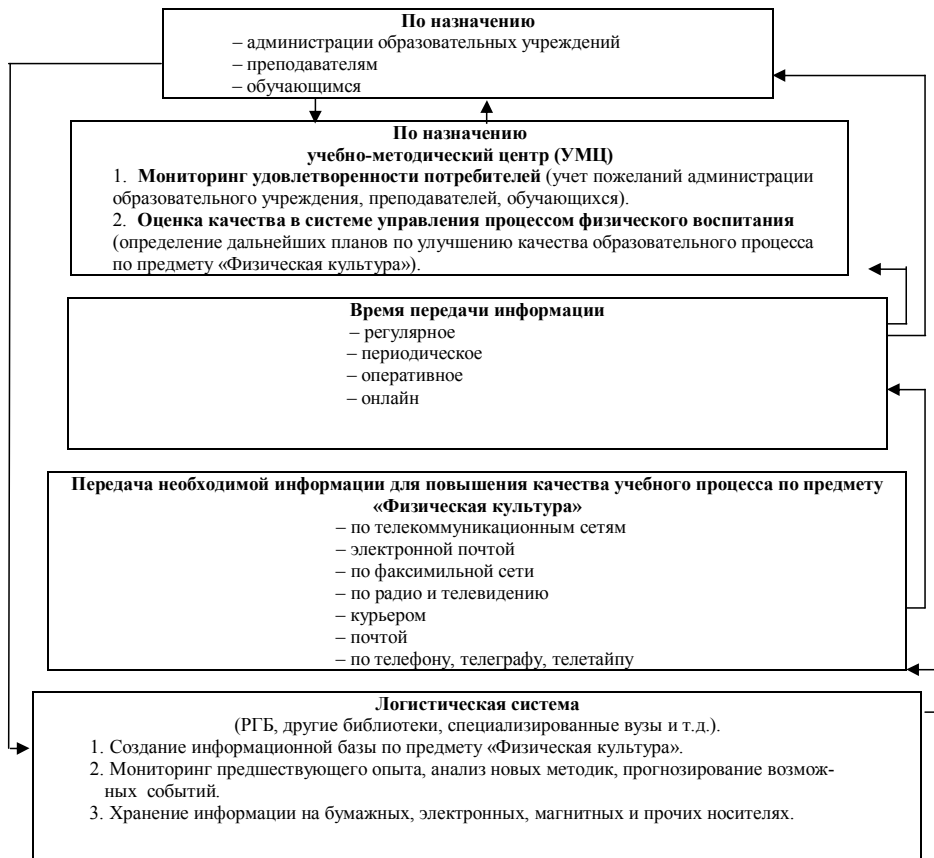 По назначению
– администрации образовательных учреждений
– преподавателям
– обучающимся
По назначению
учебно-методический центр (УМЦ)
1. Мониторинг удовлетворенности потребителей (учет пожеланий администрации
образовательного учреждения, преподавателей, обучающихся).
2. Оценка качества в системе управления процессом физического воспитания
(определение дальнейших планов по улучшению качества образовательного процесса
по предмету «Физическая культура»).
Время передачи информации
– регулярное
– периодическое
– оперативное
– онлайн
Передача необходимой информации для повышения качества учебного процесса по предмету
«Физическая культура»
– по телекоммуникационным сетям
– электронной почтой
– по факсимильной сети
– по радио и телевидению
– курьером
– почтой
– по телефону, телеграфу, телетайпу
Логистическая система
(РГБ, другие библиотеки, специализированные вузы и т.д.).
1. Создание информационной базы по предмету «Физическая культура».
2. Мониторинг предшествующего опыта, анализ новых методик, прогнозирование возмож-
ных событий.
3. Хранение информации на бумажных, электронных, магнитных и прочих носителях.